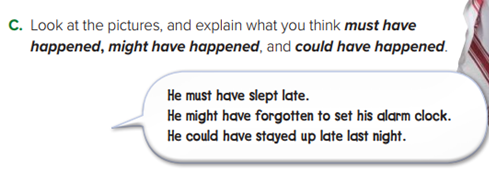 C. Look at the pictures, and explain what you think must have
happened, might have happened, and could have happened.
He must have slept late.
He might have forgotten to set his alarm clock.
He could have stayed up late last night.